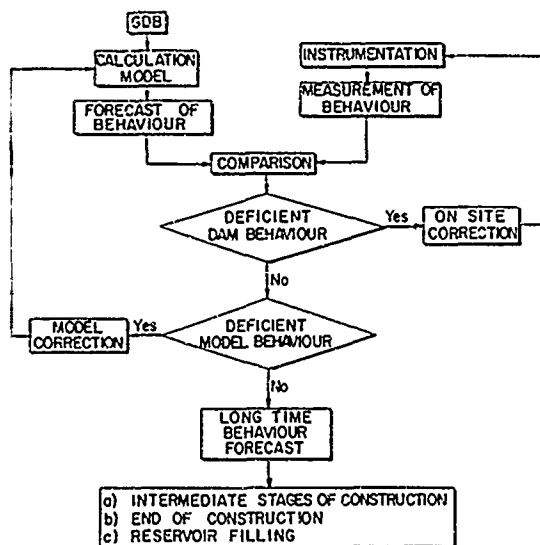 GDB
CALCULATION
MODEL
FORECAST OF
BEHAVIOUR
INSTRUMENTATION
MEASUREMENT OF
BEHAVIOUR
COMPARISON
DEFICIENT
DAM BEHAVIOUR
Yes
ON SITE
CORRECTION
No
DEFICIENT
MODEL BEHAVIOUR
Yes
MODEL
CORRECTION
No
LONG TIME
BEHAVIOUR
FORECAST
a) INTERMEDIATE STAGES OF CONSTRUCTION
b) END OF CONSTRUCTION
c) RESERVOIR FILLING